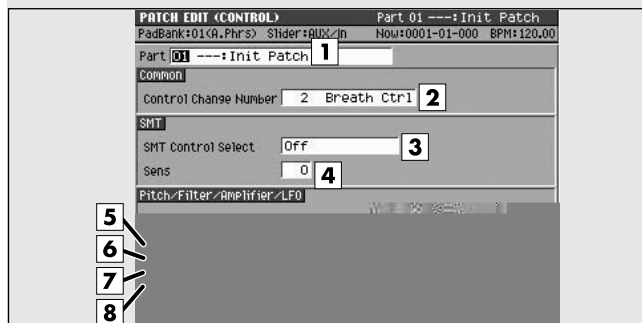 PATCH EDIT (CONTROL) Part 01 ---:Init Patch
PadBank:01(A.Phrs) Slider:AUX/In Now:0001-01-000 BPM:120.00
Part 01 ---:Init Patch 1
Common
Control Change Number 2 Breath Ctrl 2
SMT
SMT Control Select Off 3
Sens 0 4
Pitch/Filter/Amplifier/LFO
5
6
7
8